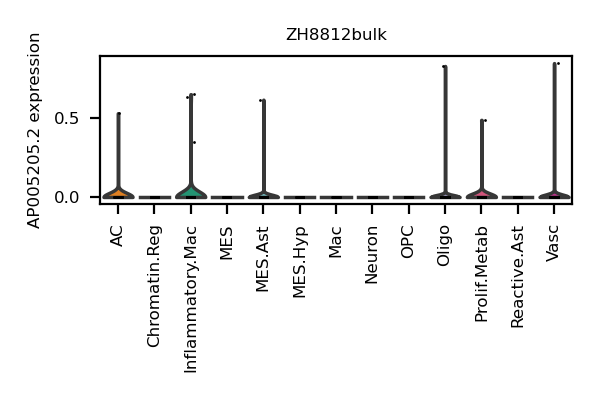 ZH8812bulk
AP005205.2 expression
0.5
0.0
AC
Chromatin.Reg
Inflammatory.Mac
MES
MES.Ast
MES.Hyp
Mac
Neuron
OPC
Oligo
Prolif.Metab
Reactive.Ast
Vasc